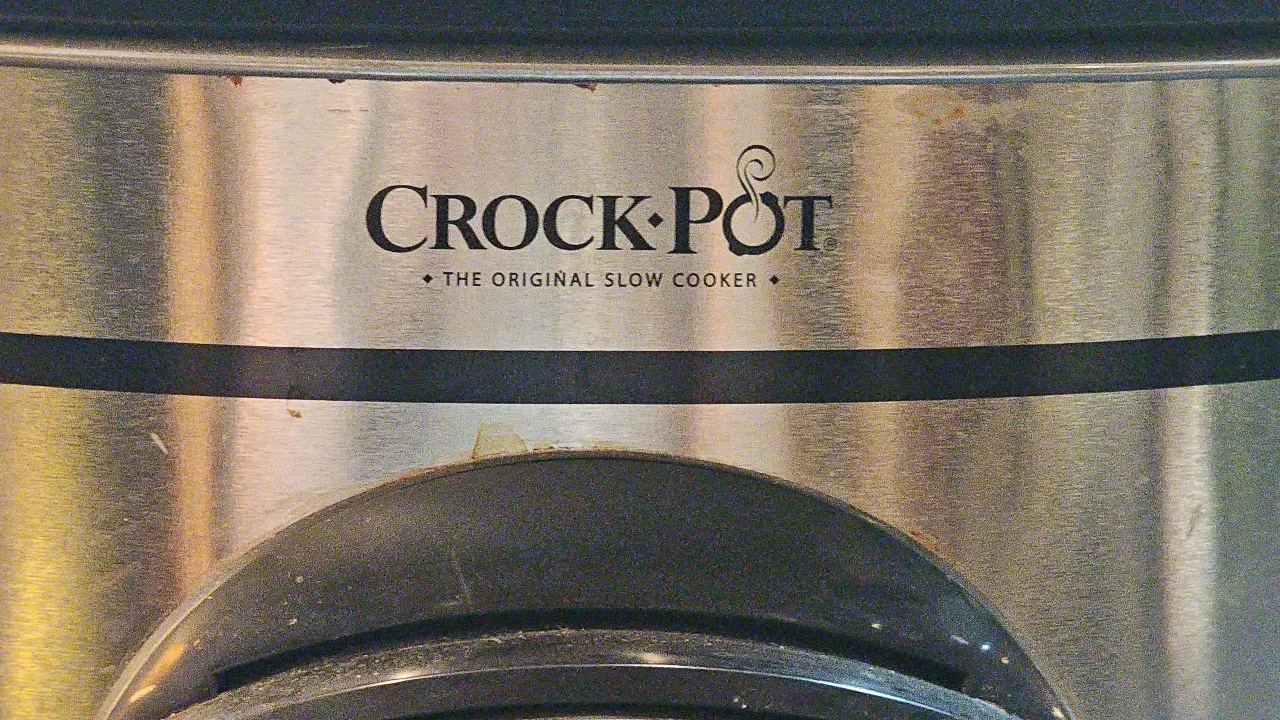 CROCK·POT®
◆ THE ORIGINAL SLOW COOKER ◆